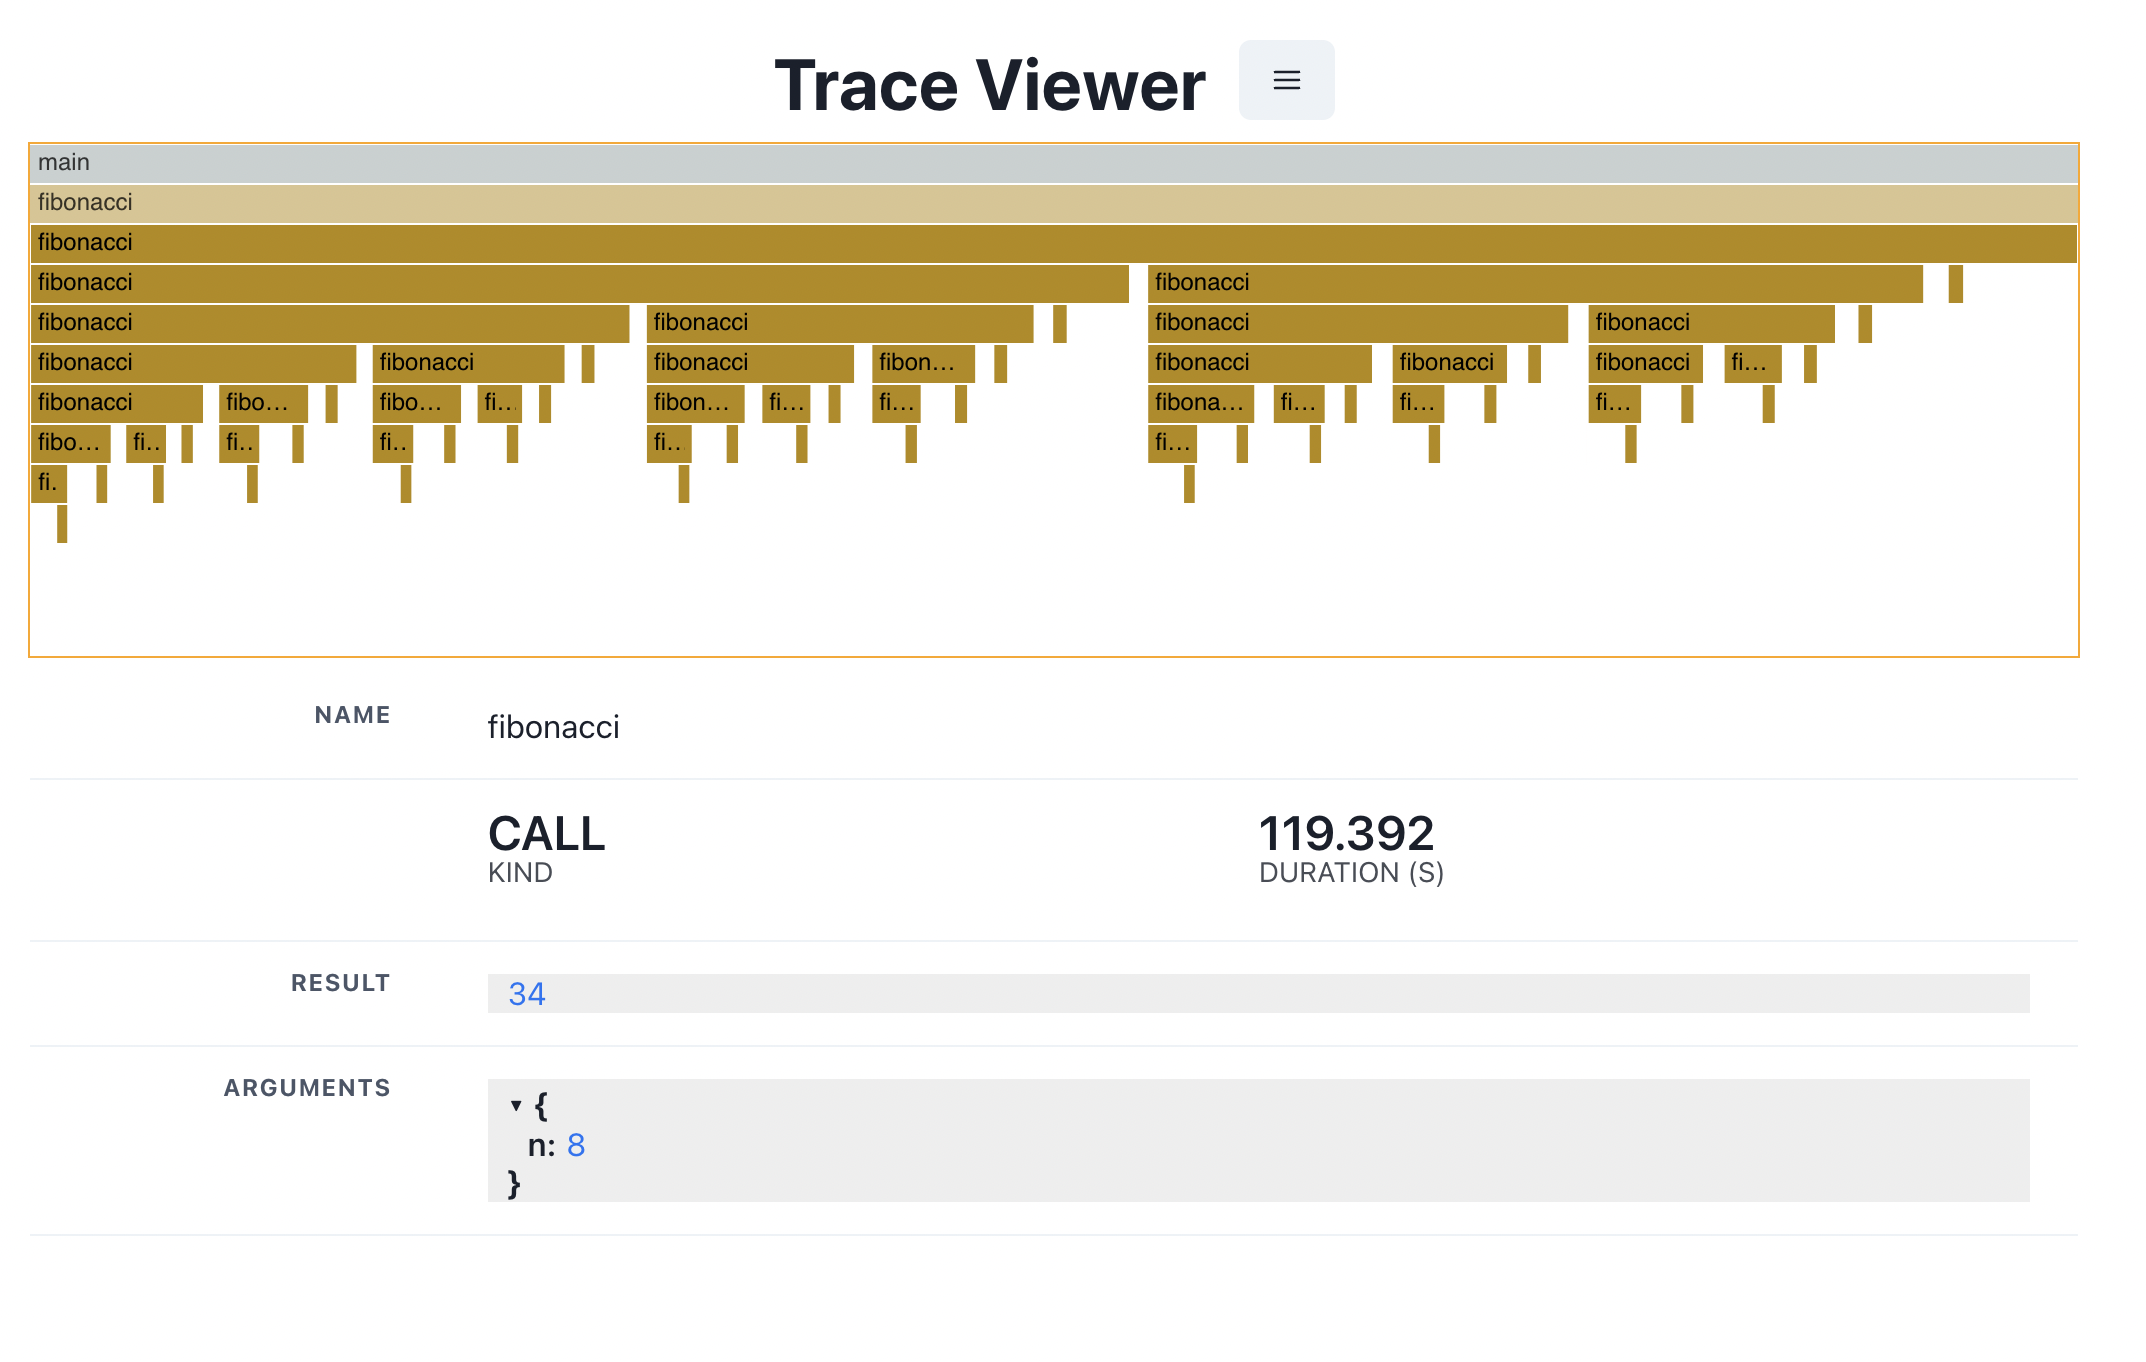 Trace Viewer
main
fibonacci
fibonacci
fibonacci fibonacci
fibonacci fibonacci fibonacci fibonacci
fibonacci fibonacci fibonacci fibon... fibonacci fibonacci fibonacci fi...
fibonacci fibo... fibo... fi... fibon... fi... fi... fibona... fi... fi... fi...
fibo... fi.. fi.. fi.. fi.. fi...
fi.
NAME
fibonacci
CALL 119.392
KIND DURATION (S)
RESULT
34
ARGUMENTS
▼ {
n: 8
}